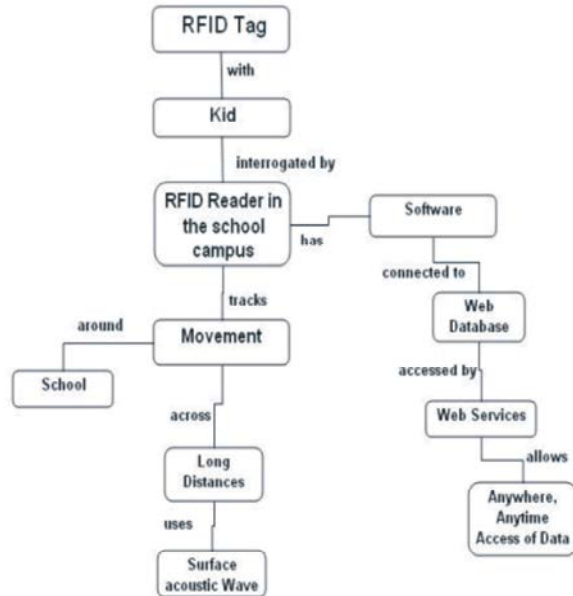 RFID Tag
with
Kid
interrogated by
RFID Reader in
the school
campus
has
Software
connected to
Web
Database
accessed by
Web Services
allows
Anywhere,
Anytime
Access of Data
tracks
Movement
around
School
across
Long
Distances
uses
Surface
acoustic Wave